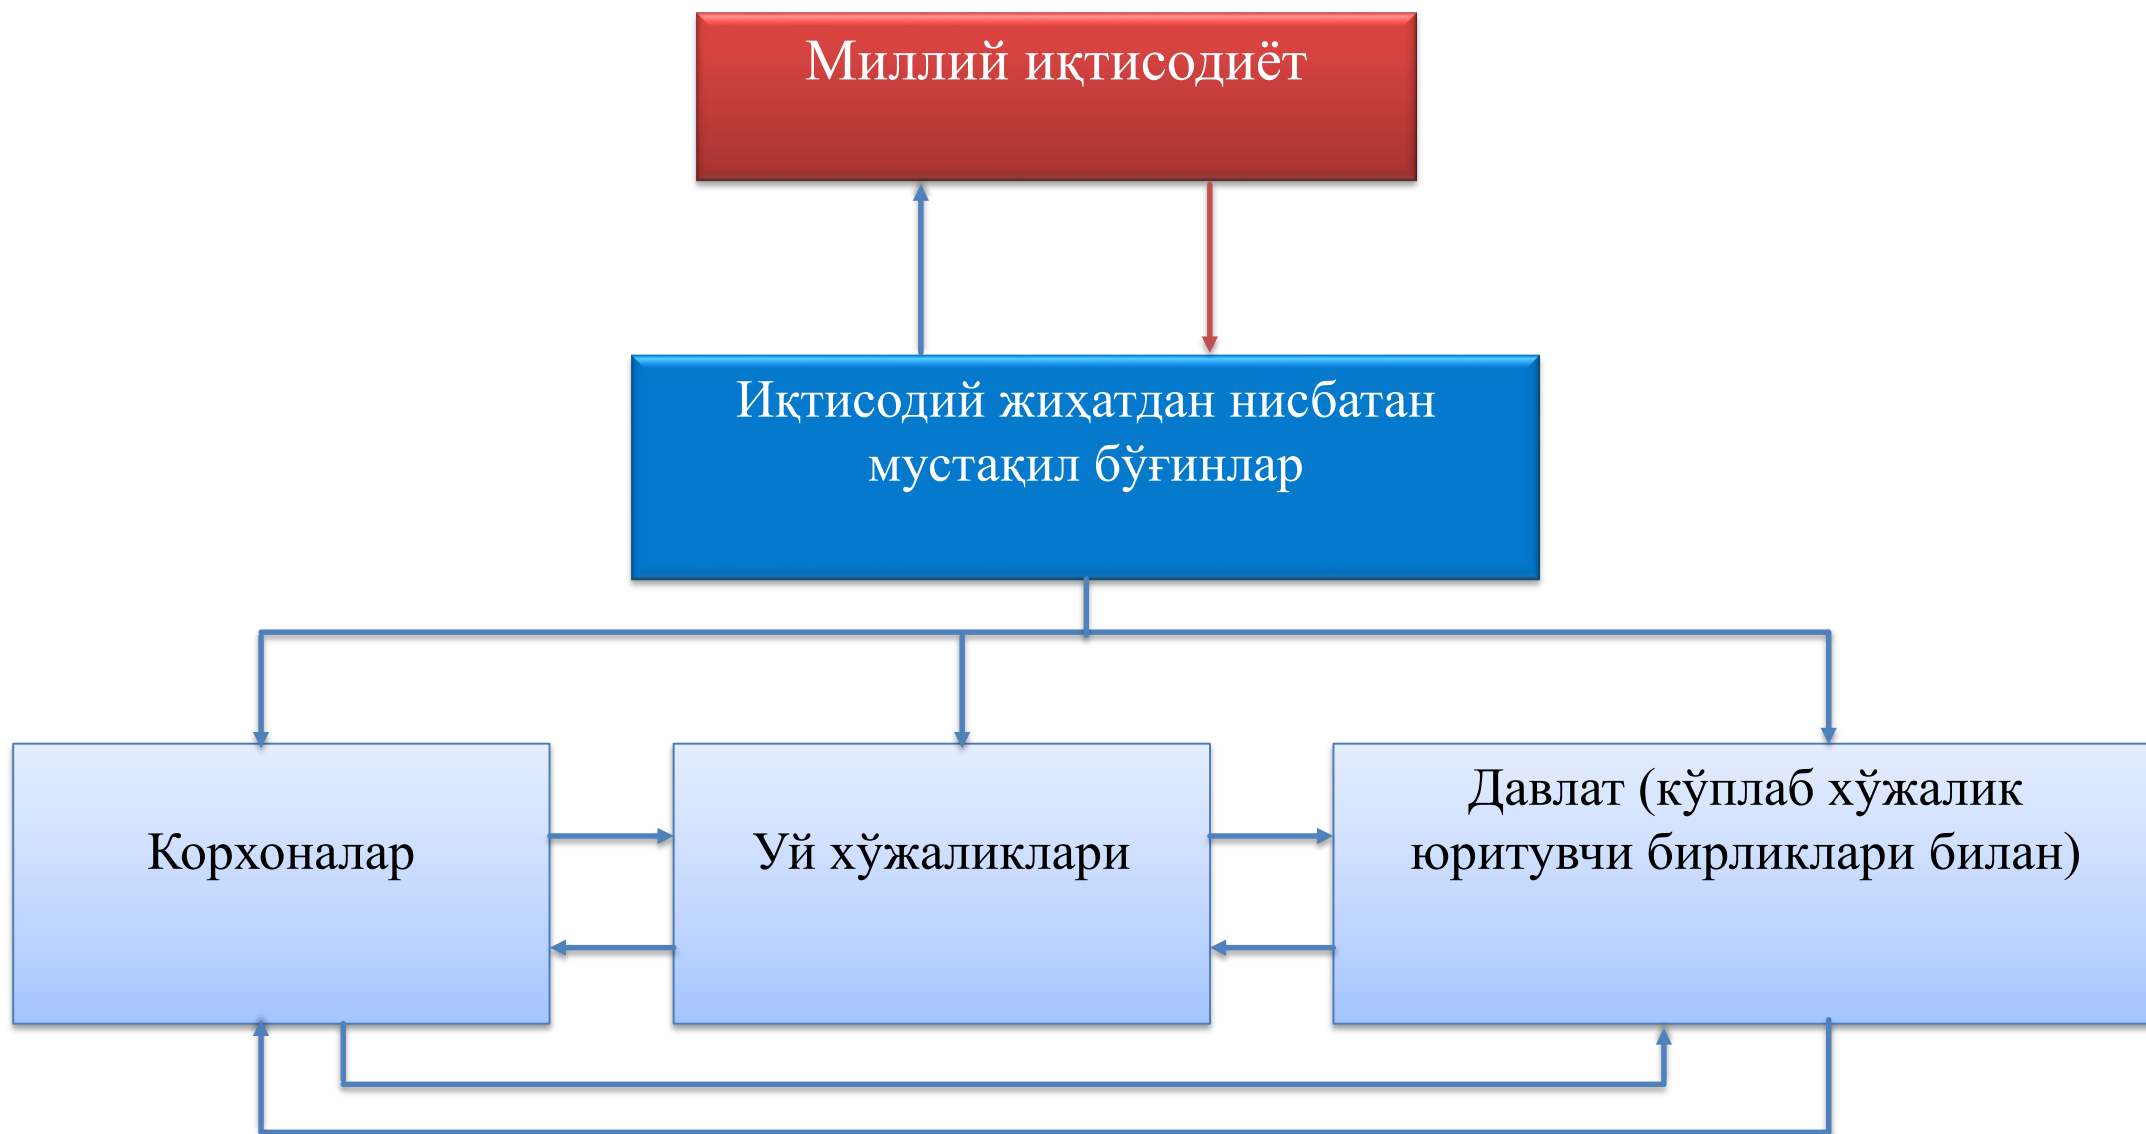 Миллий иқтисодиёт
Иқтисодий жиҳатдан нисбатан
мустақил бўғинлар
Корхоналар
Уй хўжаликлари
Давлат (кўплаб хўжалик
юритувчи бирликлари билан)